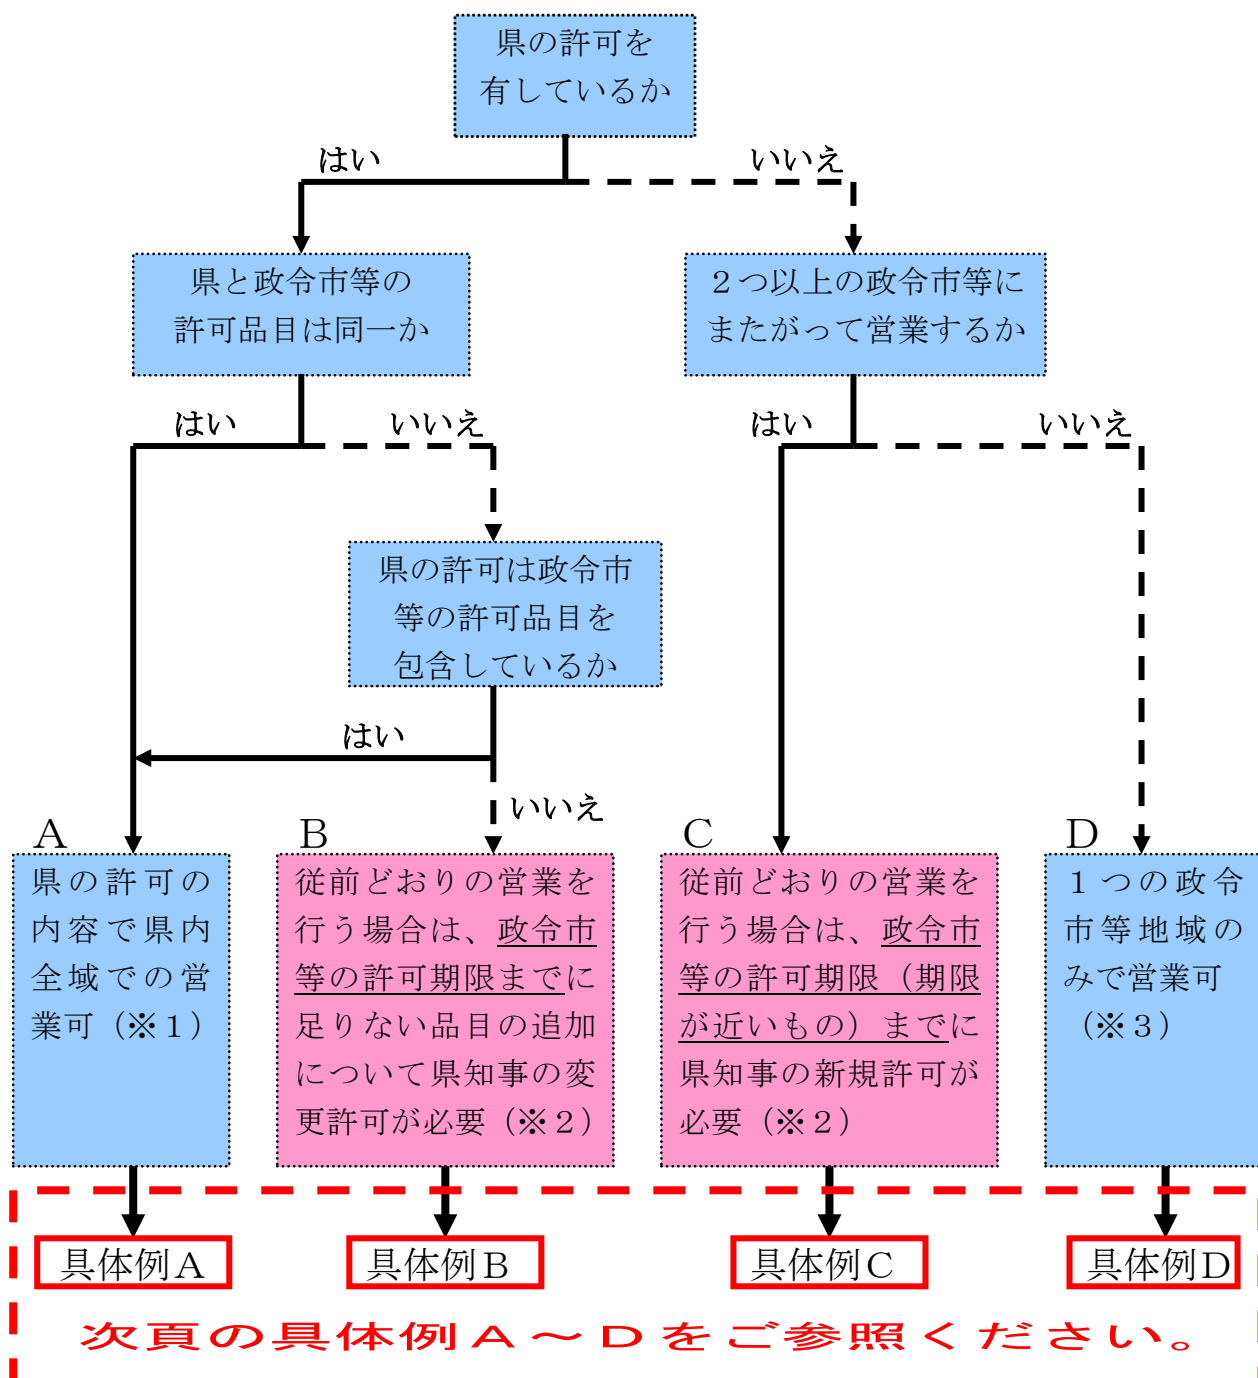 県の許可を
有しているか
はい
いいえ
県と政令市等の
許可品目は同一か
２つ以上の政令市等に
またがって営業するか
はい
いいえ
はい
いいえ
県の許可は政令市
等の許可品目を
包含しているか
はい
いいえ
A
県の許可の
内容で県内
全域での営
業可（※１）
B
従前どおりの営業を
行う場合は、政令市
等の許可期限までに
足りない品目の追加
について県知事の変
更許可が必要（※２）
C
従前どおりの営業を
行う場合は、政令市
等の許可期限（期限
が近いもの）までに
県知事の新規許可が
必要（※２）
D
１つの政令
市等地域の
みで営業可
（※３）
具体例A
具体例B
具体例C
具体例D
次頁の具体例A～Dをご参照ください。